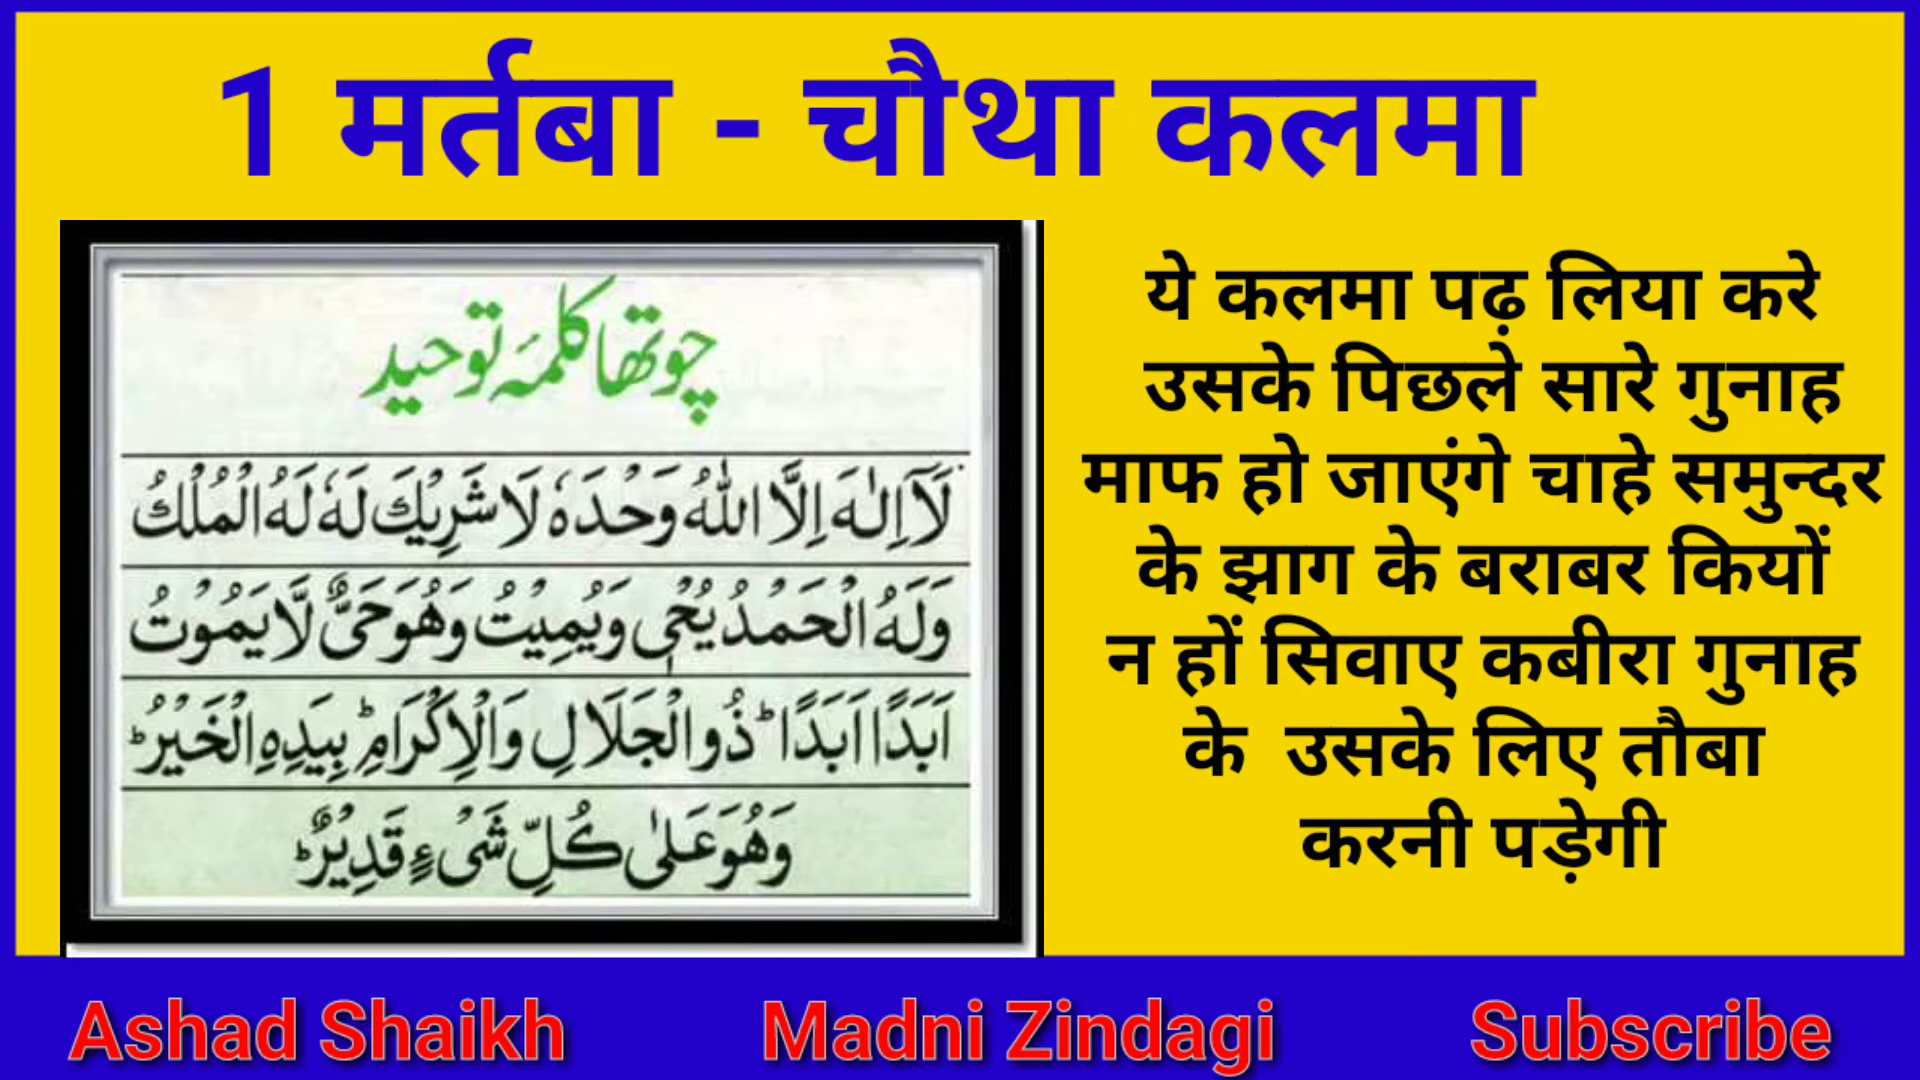 1 मर्तबा - चौथा कलमा
چوتھا کلمہ توحید
لَآ اِلٰهَ اِلَّا اللّٰهُ وَحْدَهٗ لَا شَرِيْكَ لَهٗ لَهُ الْمُلْكُ
وَلَهُ الْحَمْدُ يُحْيٖ وَيُمِيْتُ وَهُوَ حَیٌّ لَّا يَمُوْتُ
اَبَدًا اَبَدًا ؕ ذُو الْجَلَالِ وَالْاِكْرَامِ ؕ بِيَدِهِ الْخَيْرُ ؕ
وَهُوَ عَلٰى كُلِّ شَیْءٍ قَدِيْرٌ ؕ
ये कलमा पढ़ लिया करे
उसके पिछले सारे गुनाह
माफ हो जाएंगे चाहे समुन्दर
के झाग के बराबर कियों
न हों सिवाए कबीरा गुनाह
के उसके लिए तौबा
करनी पड़ेगी
Ashad Shaikh Madni Zindagi Subscribe